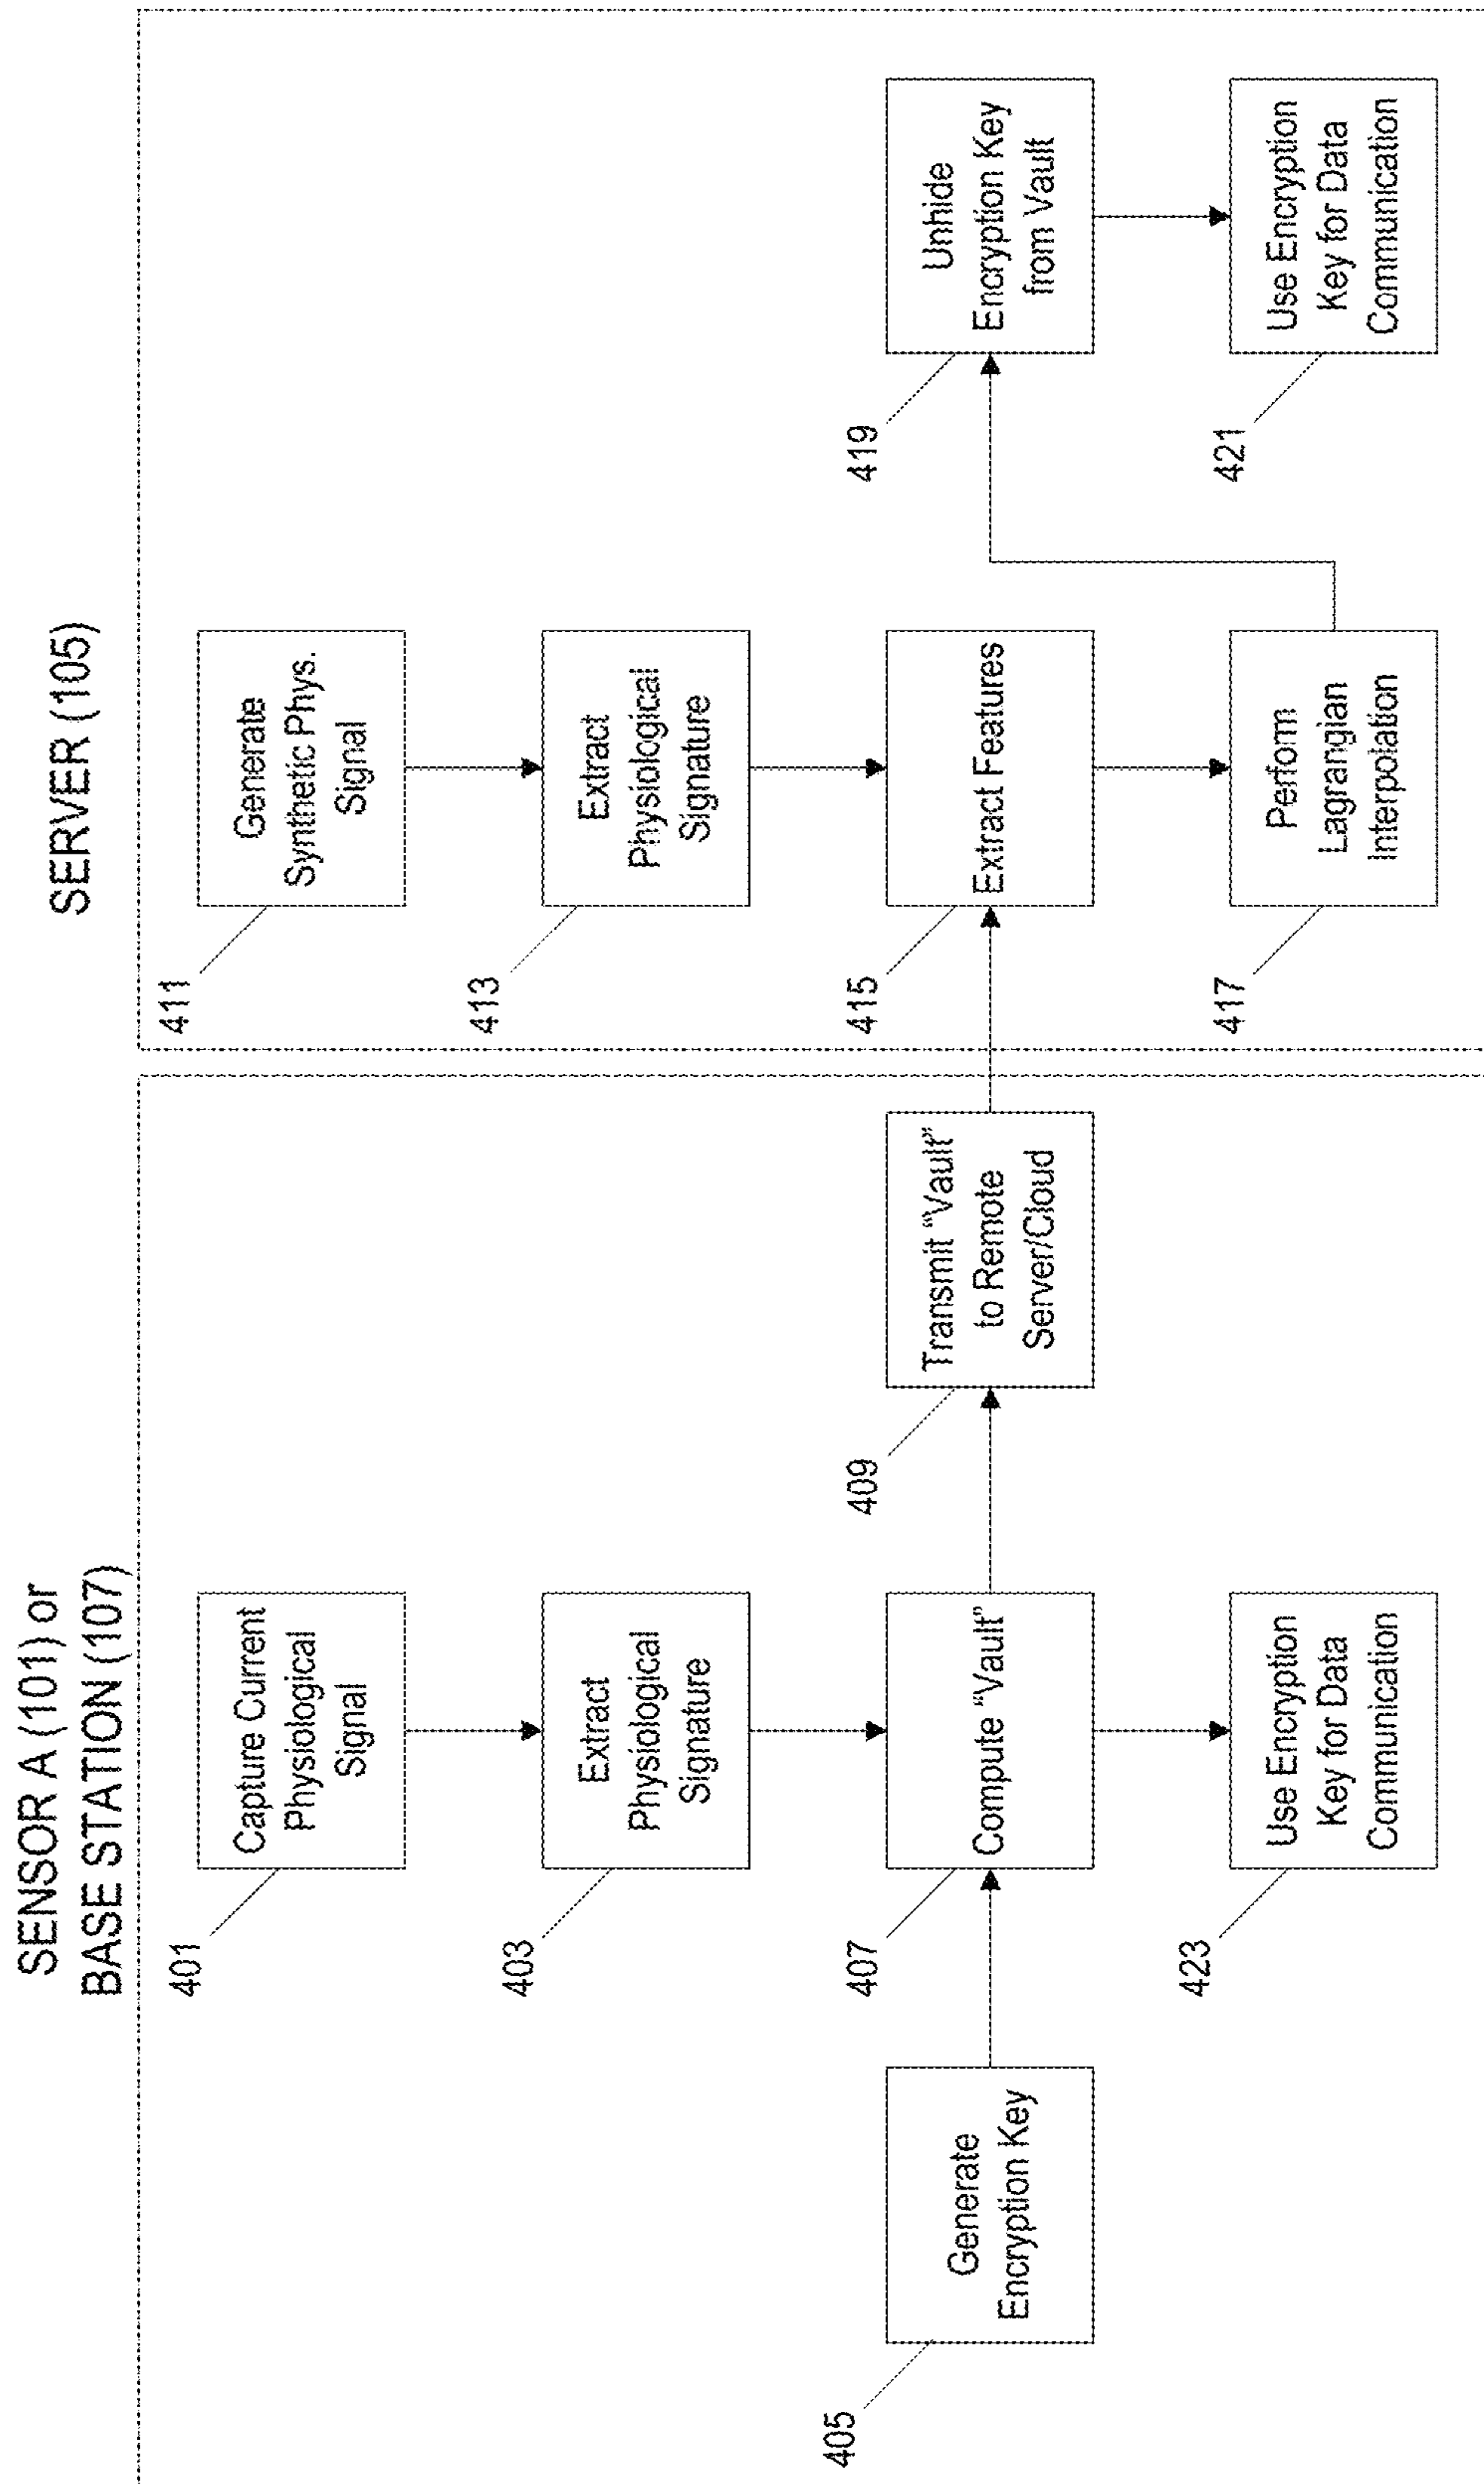 SENSOR A (101) or
BASE STATION (107)
401
Capture Current
Physiological
Signal
403
Extract
Physiological
Signature
405
Generate
Encryption Key
407
Compute “Vault”
409
Transmit “Vault”
to Remote
Server/Cloud
423
Use Encryption
Key for Data
Communication
SERVER (105)
411
Generate
Synthetic Phys.
Signal
413
Extract
Physiological
Signature
415
Extract Features
417
Perform
Lagrangian
Interpolation
419
Unhide
Encryption Key
from Vault
421
Use Encryption
Key for Data
Communication